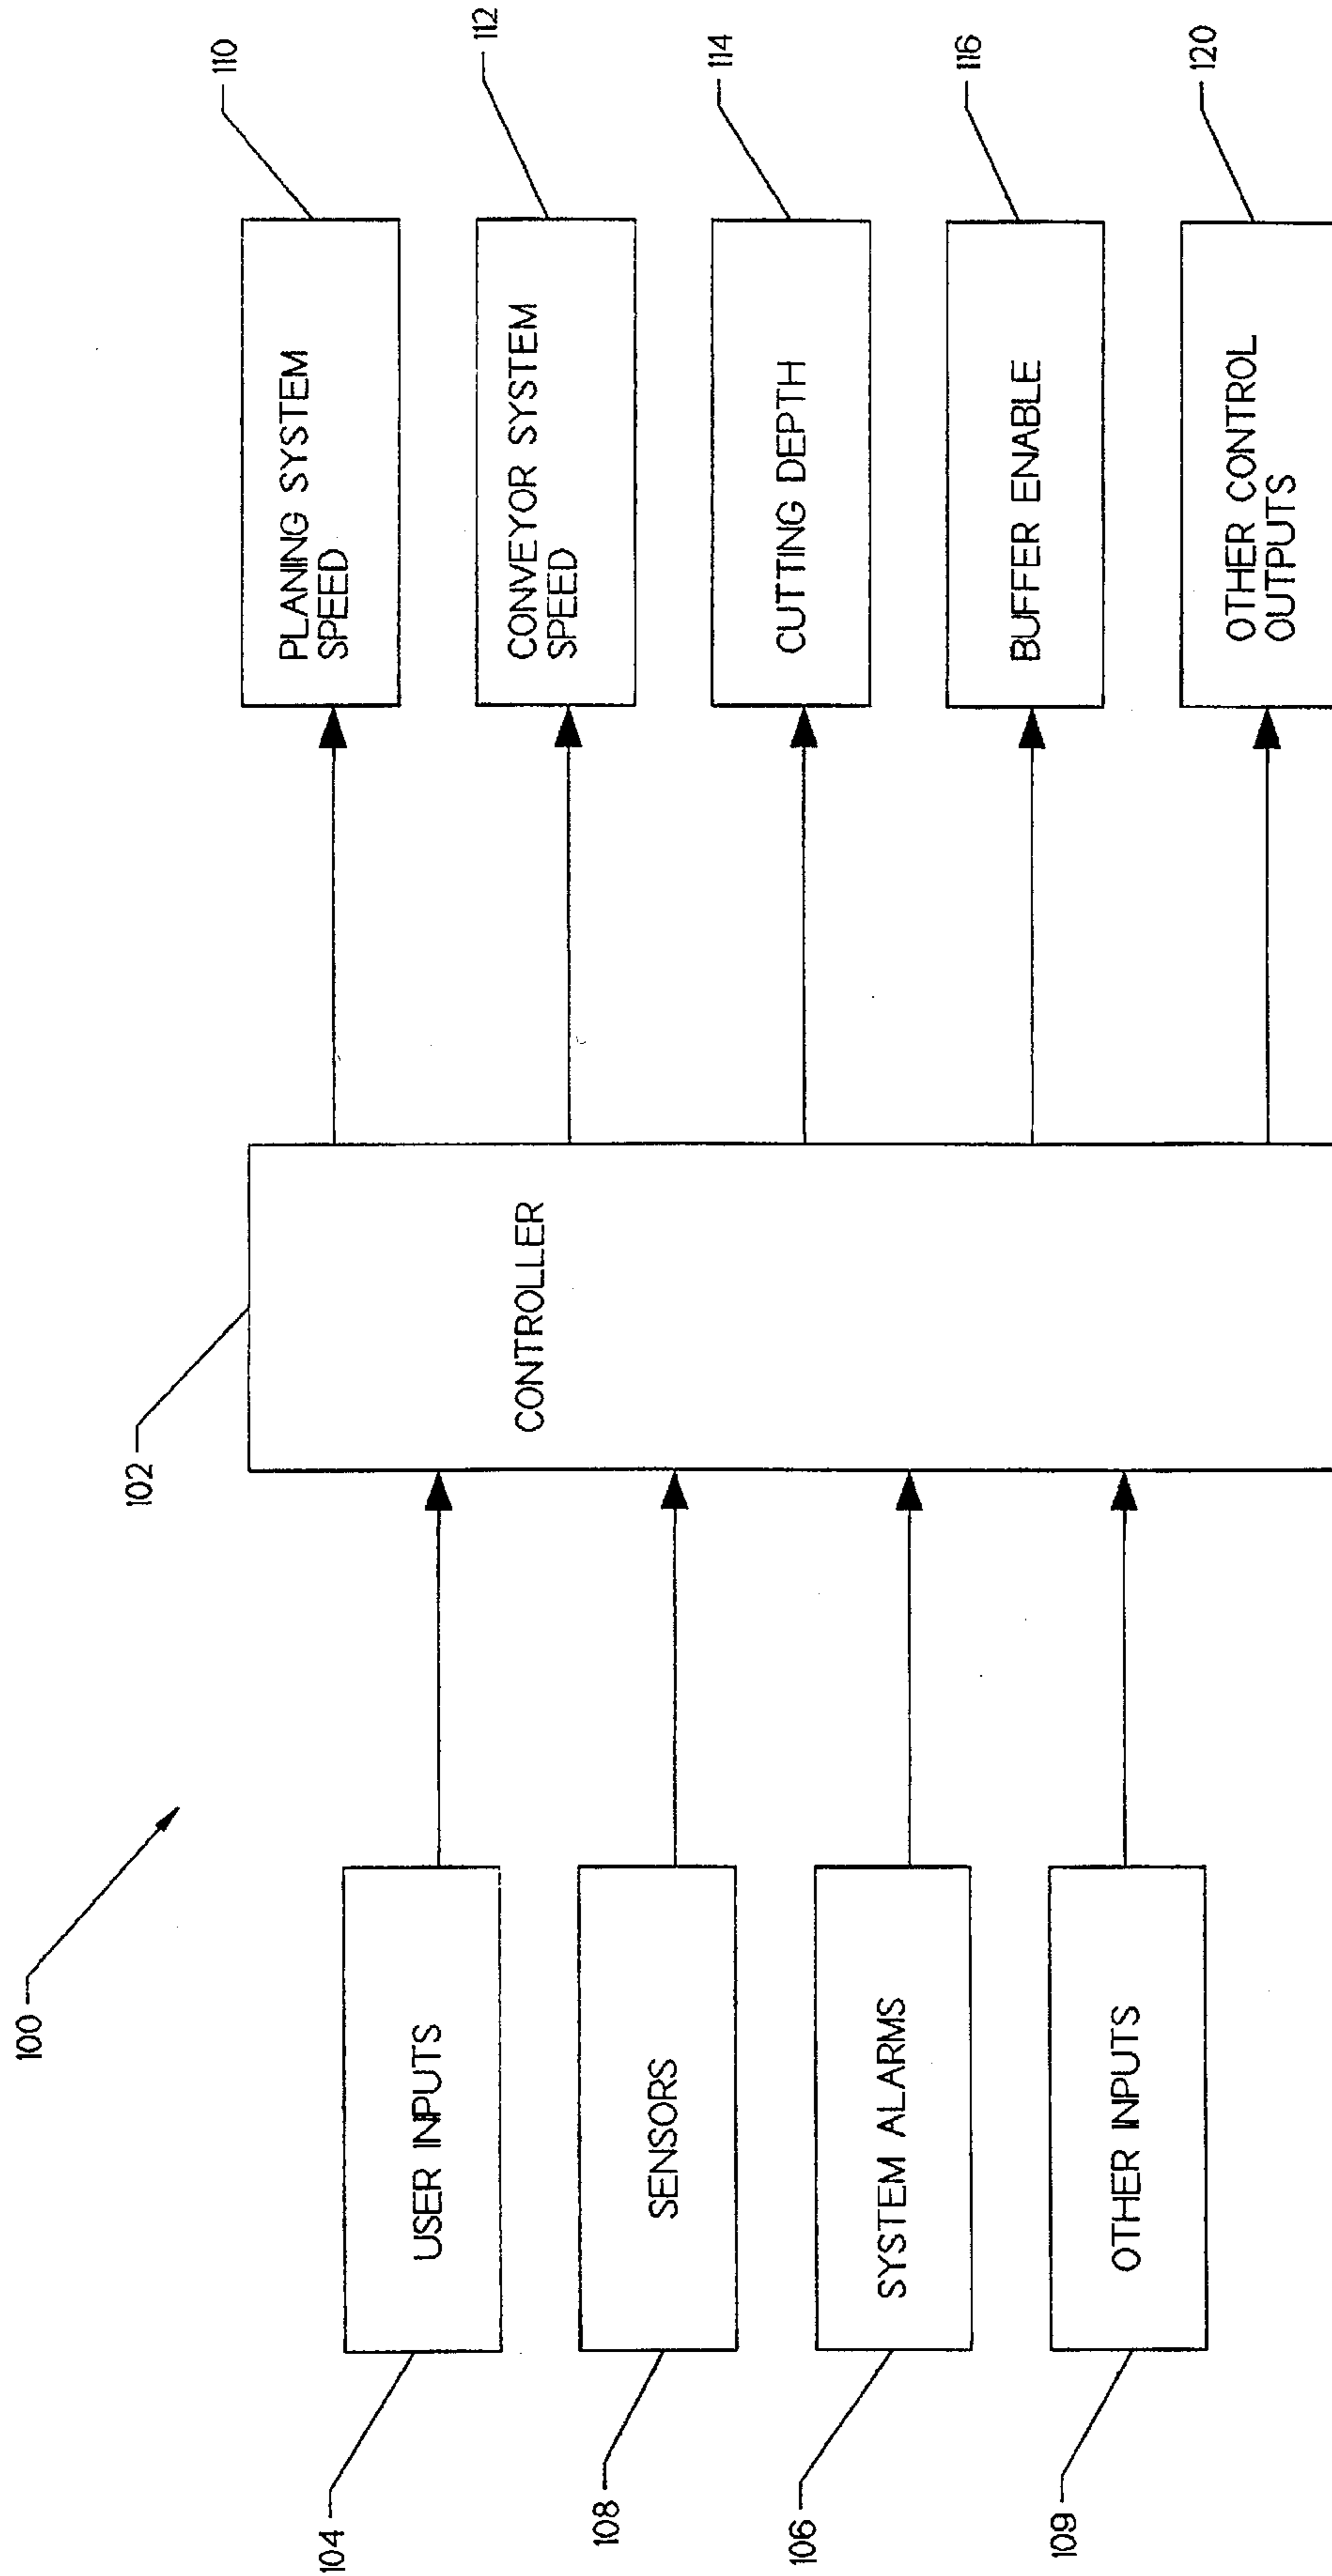 100
102
104
USER INPUTS
108
SENSORS
106
SYSTEM ALARMS
109
OTHER INPUTS
CONTROLLER
110
PLANING SYSTEM
SPEED
112
CONVEYOR SYSTEM
SPEED
114
CUTTING DEPTH
116
BUFFER ENABLE
120
OTHER CONTROL
OUTPUTS